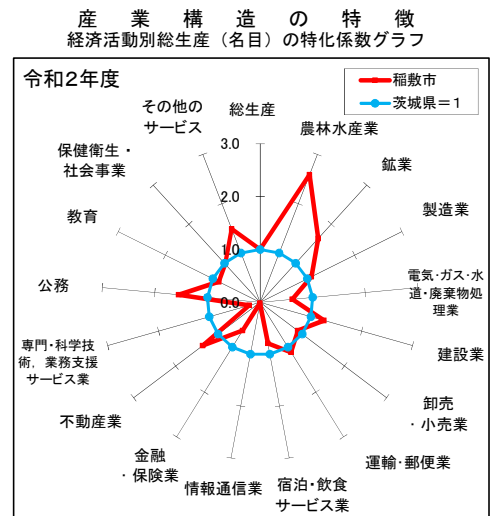 産業構造の特徴
経済活動別総生産（名目）の特化係数グラフ
令和2年度
稲敷市
茨城県＝1
総生産
農林水産業
鉱業
製造業
電気・ガス・水
道・廃棄物処
理業
建設業
卸売
・小売業
運輸・郵便業
宿泊・飲食
サービス業
情報通信業
金融
・保険業
不動産業
専門・科学技
術，業務支援
サービス業
公務
教育
保健衛生・
社会事業
その他の
サービス
3.0
2.0
1.0
0.0